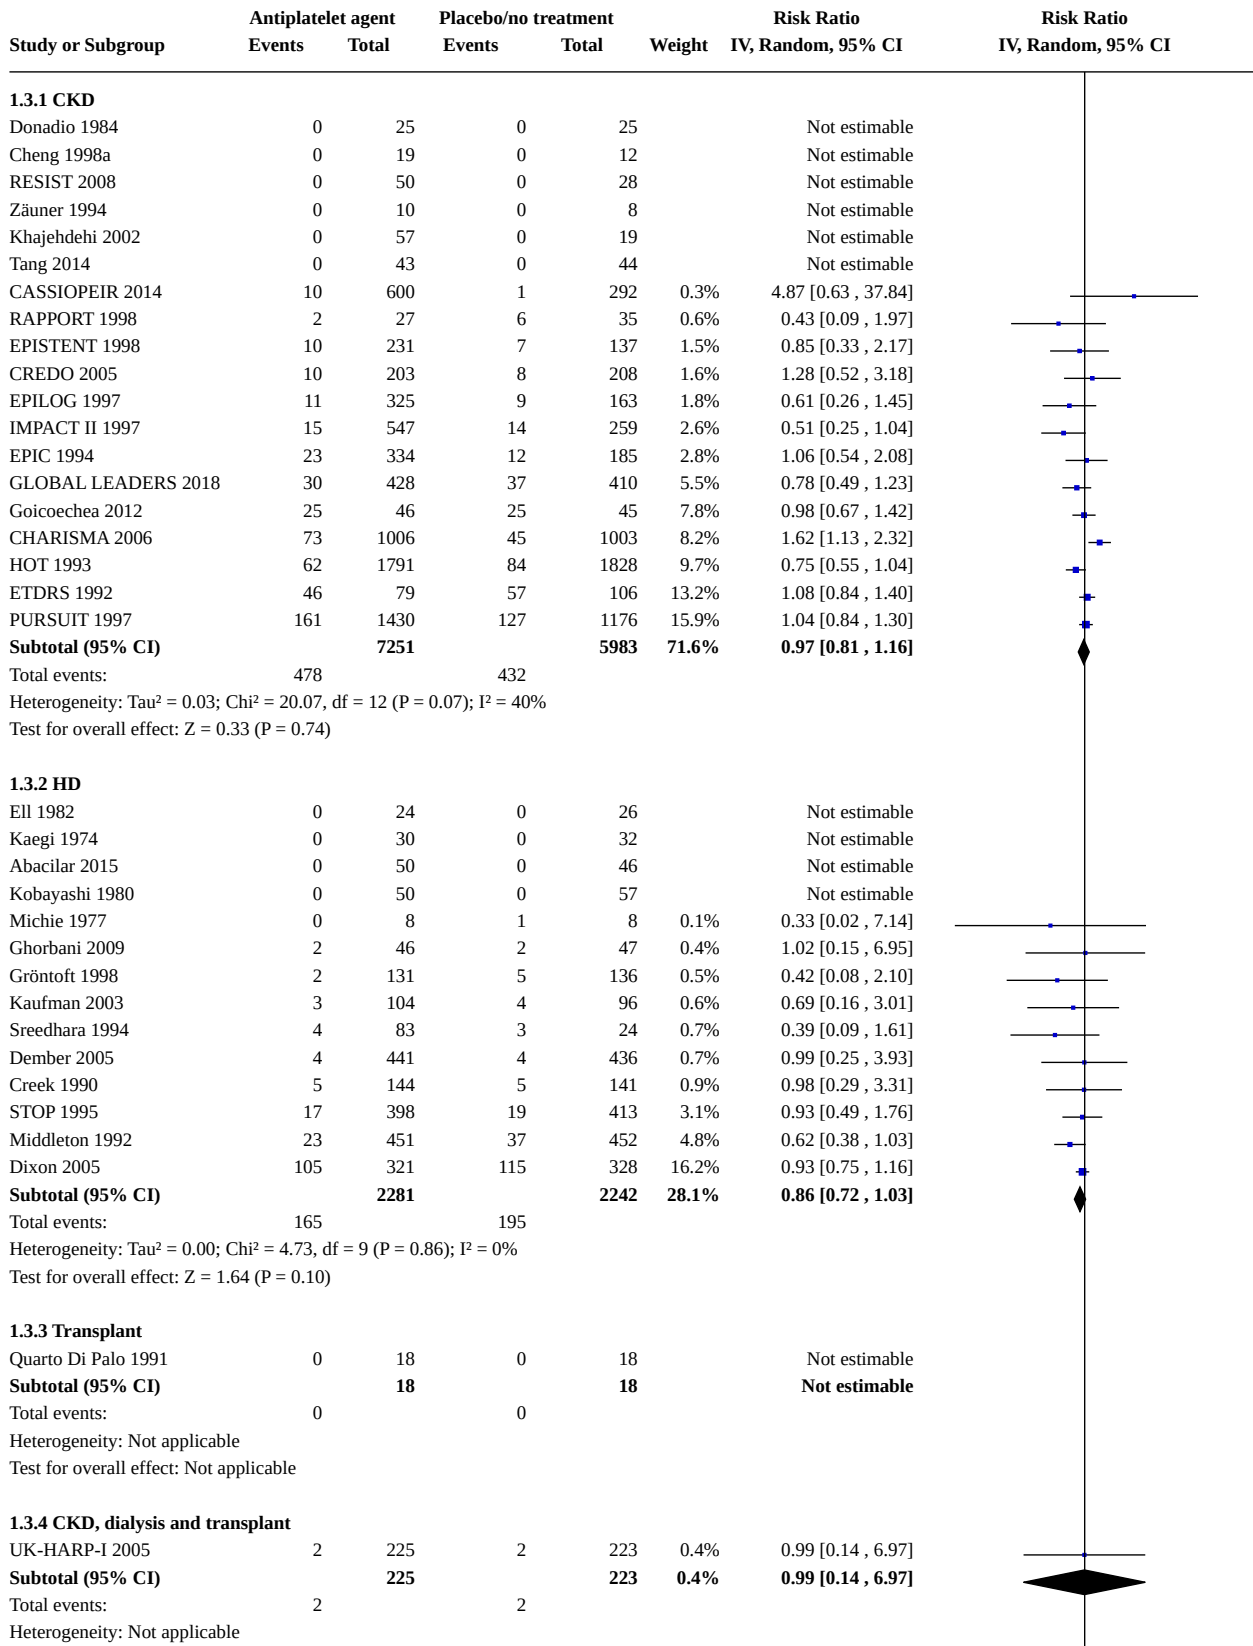 Antiplatelet agent Placebo/no treatment Risk Ratio Risk Ratio
Study or Subgroup Events Total Events Total Weight IV, Random, 95% CI IV, Random, 95% CI
1.3.1 CKD
Donadio 1984 0 25 0 25 Not estimable
Cheng 1998a 0 19 0 12 Not estimable
RESIST 2008 0 50 0 28 Not estimable
Zäuner 1994 0 10 0 8 Not estimable
Khajehdehi 2002 0 57 0 19 Not estimable
Tang 2014 0 43 0 44 Not estimable
CASSIOPEIR 2014 10 600 1 292 0.3% 4.87 [0.63 , 37.84]
RAPPORT 1998 2 27 6 35 0.6% 0.43 [0.09 , 1.97]
EPISTENT 1998 10 231 7 137 1.5% 0.85 [0.33 , 2.17]
CREDO 2005 10 203 8 208 1.6% 1.28 [0.52 , 3.18]
EPILOG 1997 11 325 9 163 1.8% 0.61 [0.26 , 1.45]
IMPACT II 1997 15 547 14 259 2.6% 0.51 [0.25 , 1.04]
EPIC 1994 23 334 12 185 2.8% 1.06 [0.54 , 2.08]
GLOBAL LEADERS 2018 30 428 37 410 5.5% 0.78 [0.49 , 1.23]
Goicoechea 2012 25 46 25 45 7.8% 0.98 [0.67 , 1.42]
CHARISMA 2006 73 1006 45 1003 8.2% 1.62 [1.13 , 2.32]
HOT 1993 62 1791 84 1828 9.7% 0.75 [0.55 , 1.04]
ETDRS 1992 46 79 57 106 13.2% 1.08 [0.84 , 1.40]
PURSUIT 1997 161 1430 127 1176 15.9% 1.04 [0.84 , 1.30]
Subtotal (95% CI) 7251 5983 71.6% 0.97 [0.81 , 1.16]
Total events: 478 432
Heterogeneity: Tau² = 0.03; Chi² = 20.07, df = 12 (P = 0.07); I² = 40%
Test for overall effect: Z = 0.33 (P = 0.74)
1.3.2 HD
Ell 1982 0 24 0 26 Not estimable
Kaegi 1974 0 30 0 32 Not estimable
Abacilar 2015 0 50 0 46 Not estimable
Kobayashi 1980 0 50 0 57 Not estimable
Michie 1977 0 8 1 8 0.1% 0.33 [0.02 , 7.14]
Ghorbani 2009 2 46 2 47 0.4% 1.02 [0.15 , 6.95]
Gröntoft 1998 2 131 5 136 0.5% 0.42 [0.08 , 2.10]
Kaufman 2003 3 104 4 96 0.6% 0.69 [0.16 , 3.01]
Sreedhara 1994 4 83 3 24 0.7% 0.39 [0.09 , 1.61]
Dember 2005 4 441 4 436 0.7% 0.99 [0.25 , 3.93]
Creek 1990 5 144 5 141 0.9% 0.98 [0.29 , 3.31]
STOP 1995 17 398 19 413 3.1% 0.93 [0.49 , 1.76]
Middleton 1992 23 451 37 452 4.8% 0.62 [0.38 , 1.03]
Dixon 2005 105 321 115 328 16.2% 0.93 [0.75 , 1.16]
Subtotal (95% CI) 2281 2242 28.1% 0.86 [0.72 , 1.03]
Total events: 165 195
Heterogeneity: Tau² = 0.00; Chi² = 4.73, df = 9 (P = 0.86); I² = 0%
Test for overall effect: Z = 1.64 (P = 0.10)
1.3.3 Transplant
Quarto Di Palo 1991 0 18 0 18 Not estimable
Subtotal (95% CI) 18 18 Not estimable
Total events: 0 0
Heterogeneity: Not applicable
Test for overall effect: Not applicable
1.3.4 CKD, dialysis and transplant
UK-HARP-I 2005 2 225 2 223 0.4% 0.99 [0.14 , 6.97]
Subtotal (95% CI) 225 223 0.4% 0.99 [0.14 , 6.97]
Total events: 2 2
Heterogeneity: Not applicable